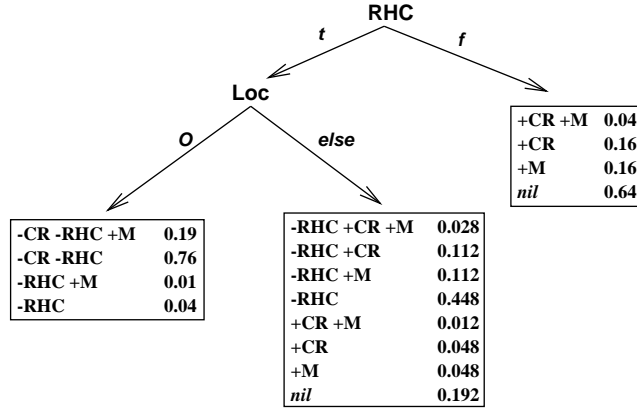 RHC
t
f
Loc
O
else
+CR +M 0.04
+CR 0.16
+M 0.16
nil 0.64
-CR -RHC +M 0.19
-CR -RHC 0.76
-RHC +M 0.01
-RHC 0.04
-RHC +CR +M 0.028
-RHC +CR 0.112
-RHC +M 0.112
-RHC 0.448
+CR +M 0.012
+CR 0.048
+M 0.048
nil 0.192